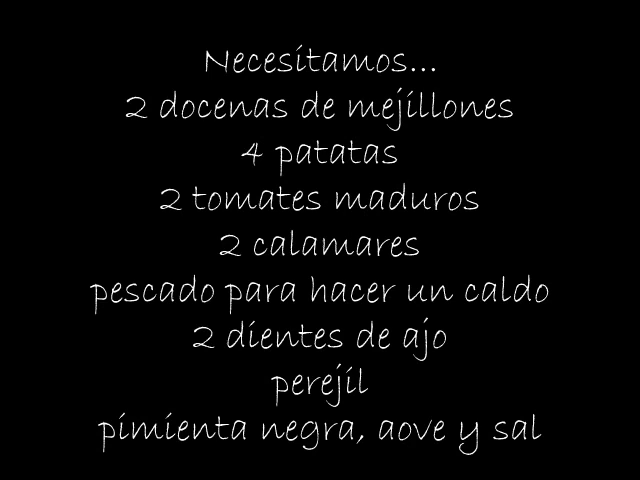 Necesitamos...
2 docenas de mejillones
4 patatas
2 tomates maduros
2 calamares
pescado para hacer un caldo
2 dientes de ajo
perejil
pimienta negra, aove y sal